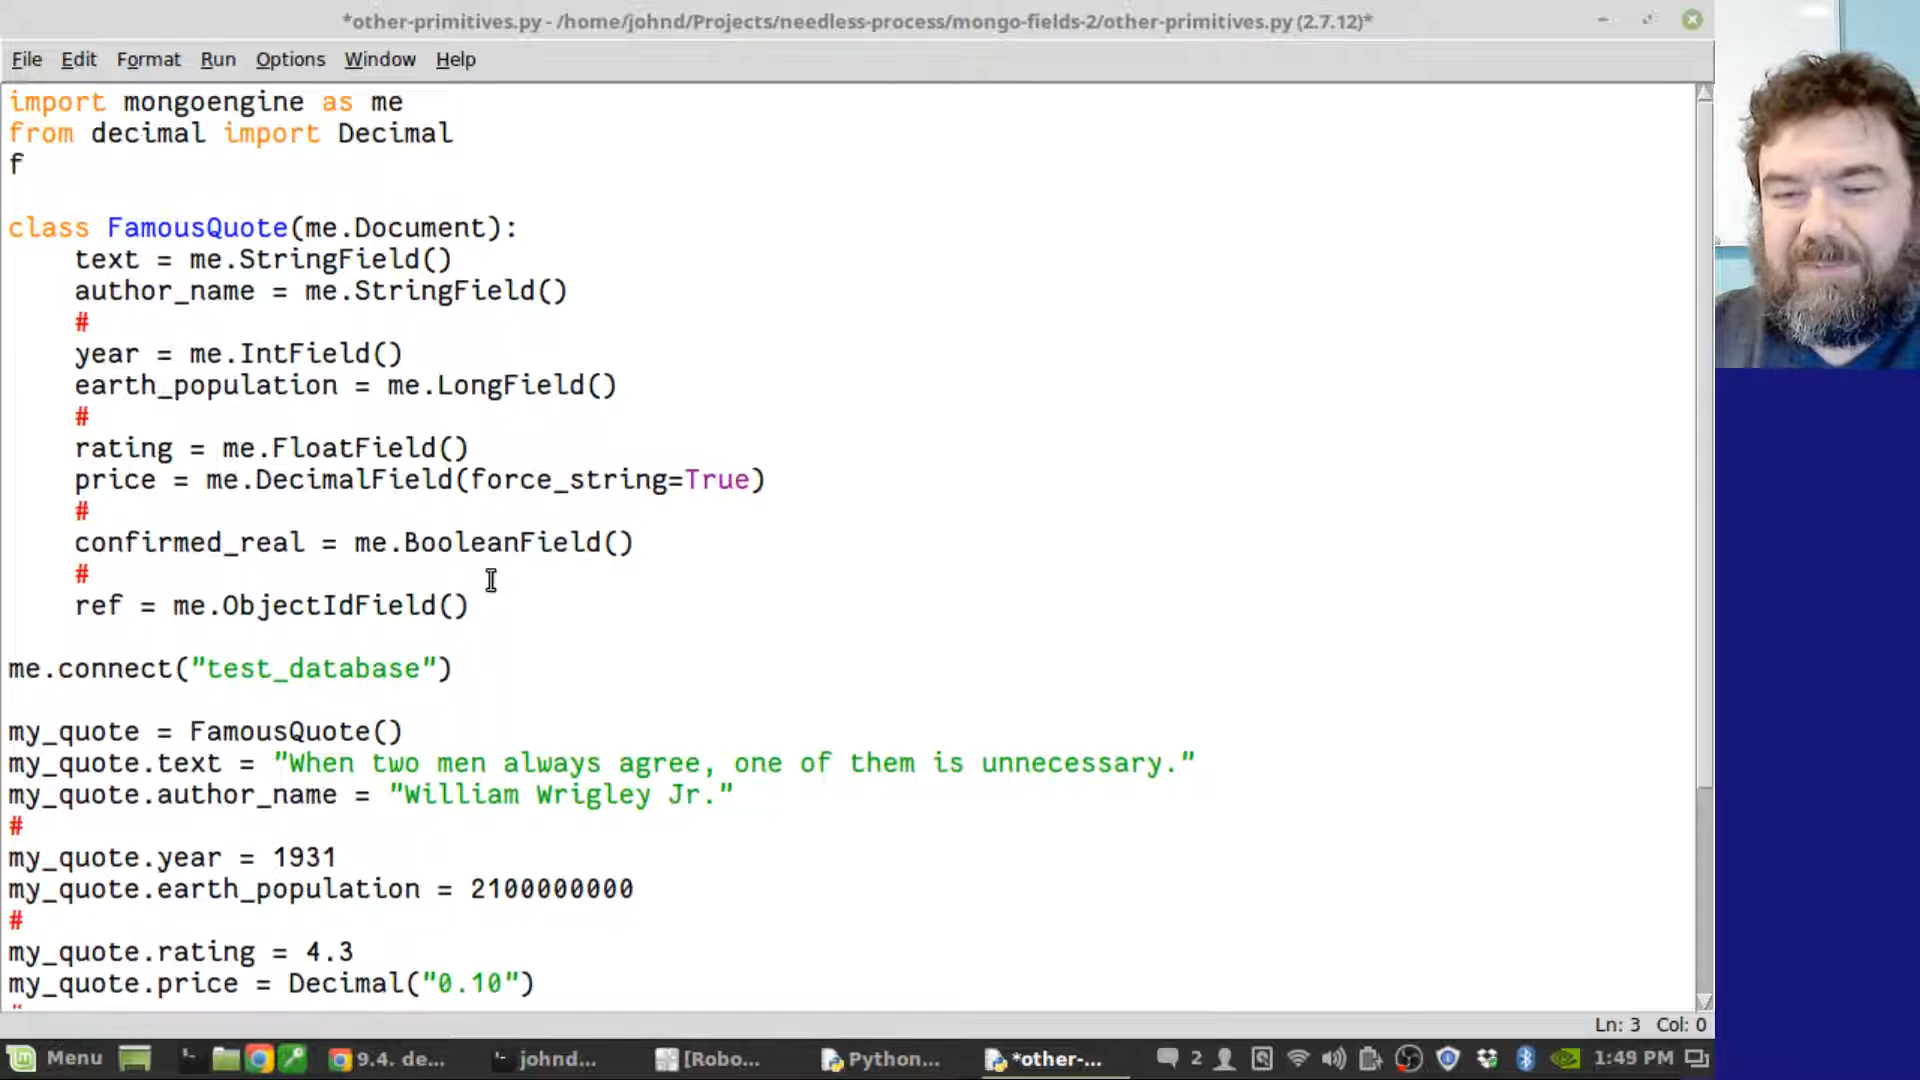 *other-primitives.py - /home/johnd/Projects/needless-process/mongo-fields-2/other-primitives.py (2.7.12)*
File Edit Format Run Options Window Help
import mongoengine as me
from decimal import Decimal
f
class FamousQuote(me.Document):
    text = me.StringField()
    author_name = me.StringField()
    #
    year = me.IntField()
    earth_population = me.LongField()
    #
    rating = me.FloatField()
    price = me.DecimalField(force_string=True)
    #
    confirmed_real = me.BooleanField()
    #
    ref = me.ObjectIdField()
me.connect("test_database")
my_quote = FamousQuote()
my_quote.text = "When two men always agree, one of them is unnecessary."
my_quote.author_name = "William Wrigley Jr."
#
my_quote.year = 1931
my_quote.earth_population = 2100000000
#
my_quote.rating = 4.3
my_quote.price = Decimal("0.10")
Ln: 3 Col: 0
Menu 9.4. de... johnd... [Robo... Python... *other-... 2 1:49 PM